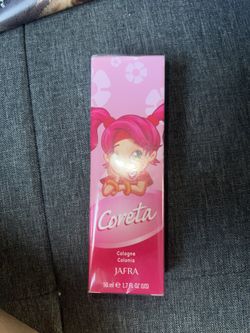 Coreta
Cologne
Colonia
JAFRA
50 ml e 1.7 FL OZ (US)